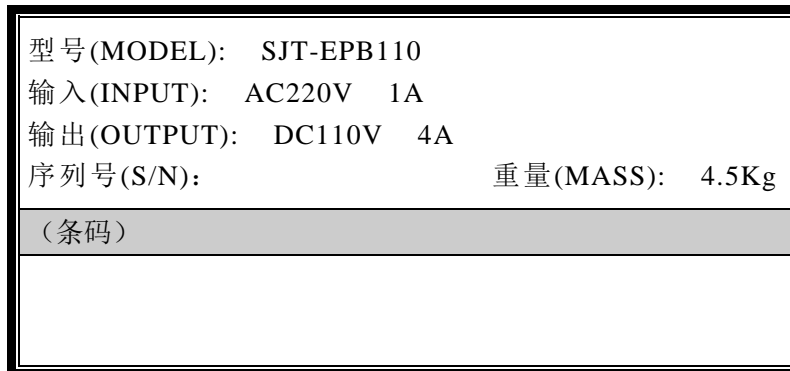 型号(MODEL): SJT-EPB110
输入(INPUT): AC220V 1A
输出(OUTPUT): DC110V 4A
序列号(S/N)： 重量(MASS): 4.5Kg
（条码）